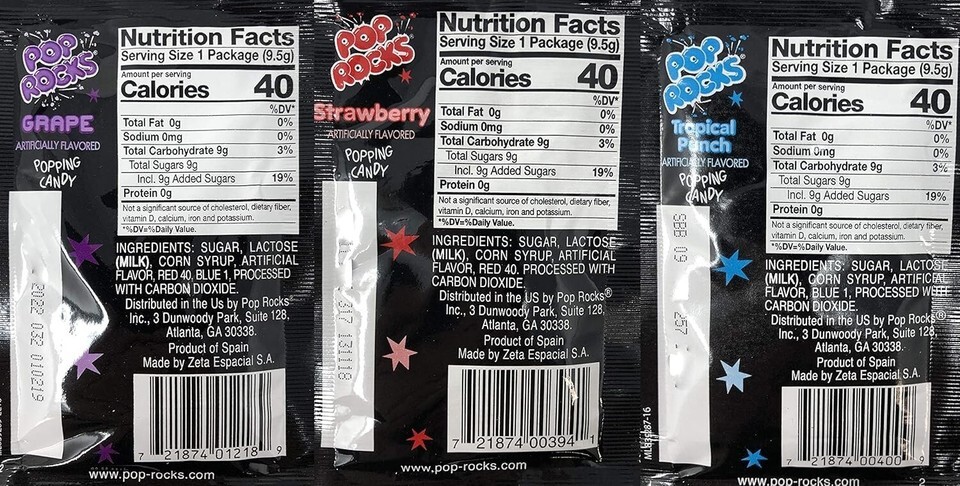 POP
ROCKS®
GRAPE
ARTIFICIALLY FLAVORED
POPPING
CANDY
Nutrition Facts
Serving Size 1 Package (9.5g)
Amount per serving
Calories 40
%DV*
Total Fat 0g 0%
Sodium 0mg 0%
Total Carbohydrate 9g 3%
Total Sugars 9g
Incl. 9g Added Sugars 19%
Protein 0g
Not a significant source of cholesterol, dietary fiber,
vitamin D, calcium, iron and potassium.
*%DV=%Daily Value.
INGREDIENTS: SUGAR, LACTOSE
(MILK), CORN SYRUP, ARTIFICIAL
FLAVOR, RED 40, BLUE 1, PROCESSED
WITH CARBON DIOXIDE.
Distributed in the US by Pop Rocks®
Inc., 3 Dunwoody Park, Suite 128,
Atlanta, GA 30338.
Product of Spain
Made by Zeta Espacial S.A.
2022 032 010219
7 21874 01218 9
www.pop-rocks.com
POP
ROCKS®
Strawberry
ARTIFICIALLY FLAVORED
POPPING
CANDY
Nutrition Facts
Serving Size 1 Package (9.5g)
Amount per serving
Calories 40
%DV*
Total Fat 0g 0%
Sodium 0mg 0%
Total Carbohydrate 9g 3%
Total Sugars 9g
Incl. 9g Added Sugars 19%
Protein 0g
Not a significant source of cholesterol, dietary fiber,
vitamin D, calcium, iron and potassium.
*%DV=%Daily Value.
INGREDIENTS: SUGAR, LACTOSE
(MILK), CORN SYRUP, ARTIFICIAL
FLAVOR, RED 40. PROCESSED WITH
CARBON DIOXIDE.
Distributed in the US by Pop Rocks®
Inc., 3 Dunwoody Park, Suite 128,
Atlanta, GA 30338.
Product of Spain
Made by Zeta Espacial S.A.
317 131118
7 21874 00394 1
www.pop-rocks.com
POP
ROCKS®
Tropical
Punch
ARTIFICIALLY FLAVORED
POPPING
CANDY
Nutrition Facts
Serving Size 1 Package (9.5g)
Amount per serving
Calories 40
%DV*
Total Fat 0g 0%
Sodium 0mg 0%
Total Carbohydrate 9g 3%
Total Sugars 9g
Incl. 9g Added Sugars 19%
Protein 0g
Not a significant source of cholesterol, dietary fiber,
vitamin D, calcium, iron and potassium.
*%DV=%Daily Value.
INGREDIENTS: SUGAR, LACTOSE
(MILK), CORN SYRUP, ARTIFICIAL
FLAVOR, BLUE 1, PROCESSED WITH
CARBON DIOXIDE.
Distributed in the US by Pop Rocks®
Inc., 3 Dunwoody Park, Suite 128,
Atlanta, GA 30338.
Product of Spain
Made by Zeta Espacial S.A.
257
7 21874 00400 9
www.pop-rocks.com
2